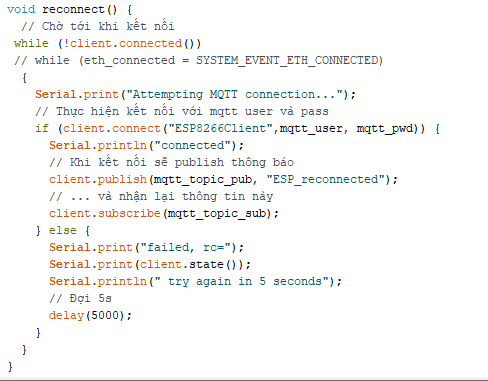 void reconnect() {
  // Chờ tới khi kết nối
 while (!client.connected())
 // while (eth_connected = SYSTEM_EVENT_ETH_CONNECTED)
  {
    Serial.print("Attempting MQTT connection...");
    // Thực hiện kết nối với mqtt user và pass
    if (client.connect("ESP8266Client",mqtt_user, mqtt_pwd)) {
      Serial.println("connected");
      // Khi kết nối sẽ publish thông báo
      client.publish(mqtt_topic_pub, "ESP_reconnected");
      // ... và nhận lại thông tin này
      client.subscribe(mqtt_topic_sub);
    } else {
      Serial.print("failed, rc=");
      Serial.print(client.state());
      Serial.println(" try again in 5 seconds");
      // Đợi 5s
      delay(5000);
    }
  }
}